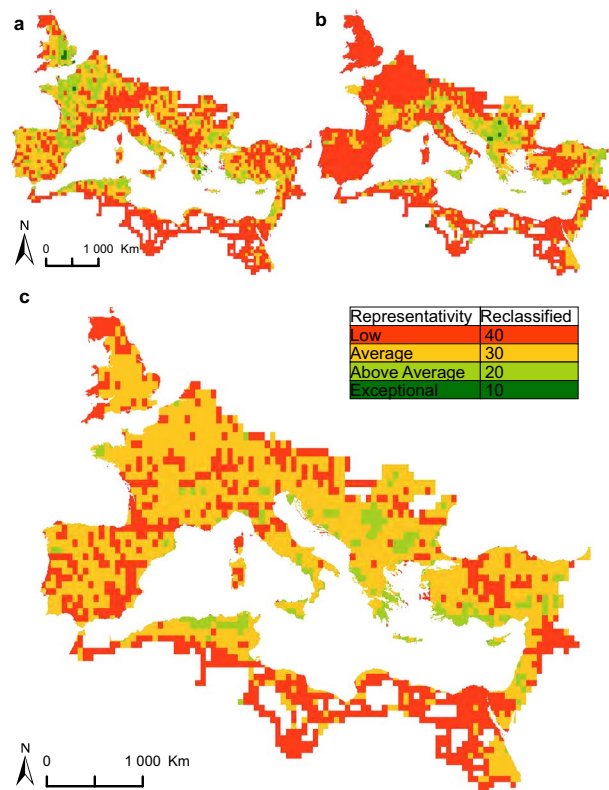 a
b
N
0 1 000 Km
c
Representativity Reclassified
Low 40
Average 30
Above Average 20
Exceptional 10
N
0 1 000 Km